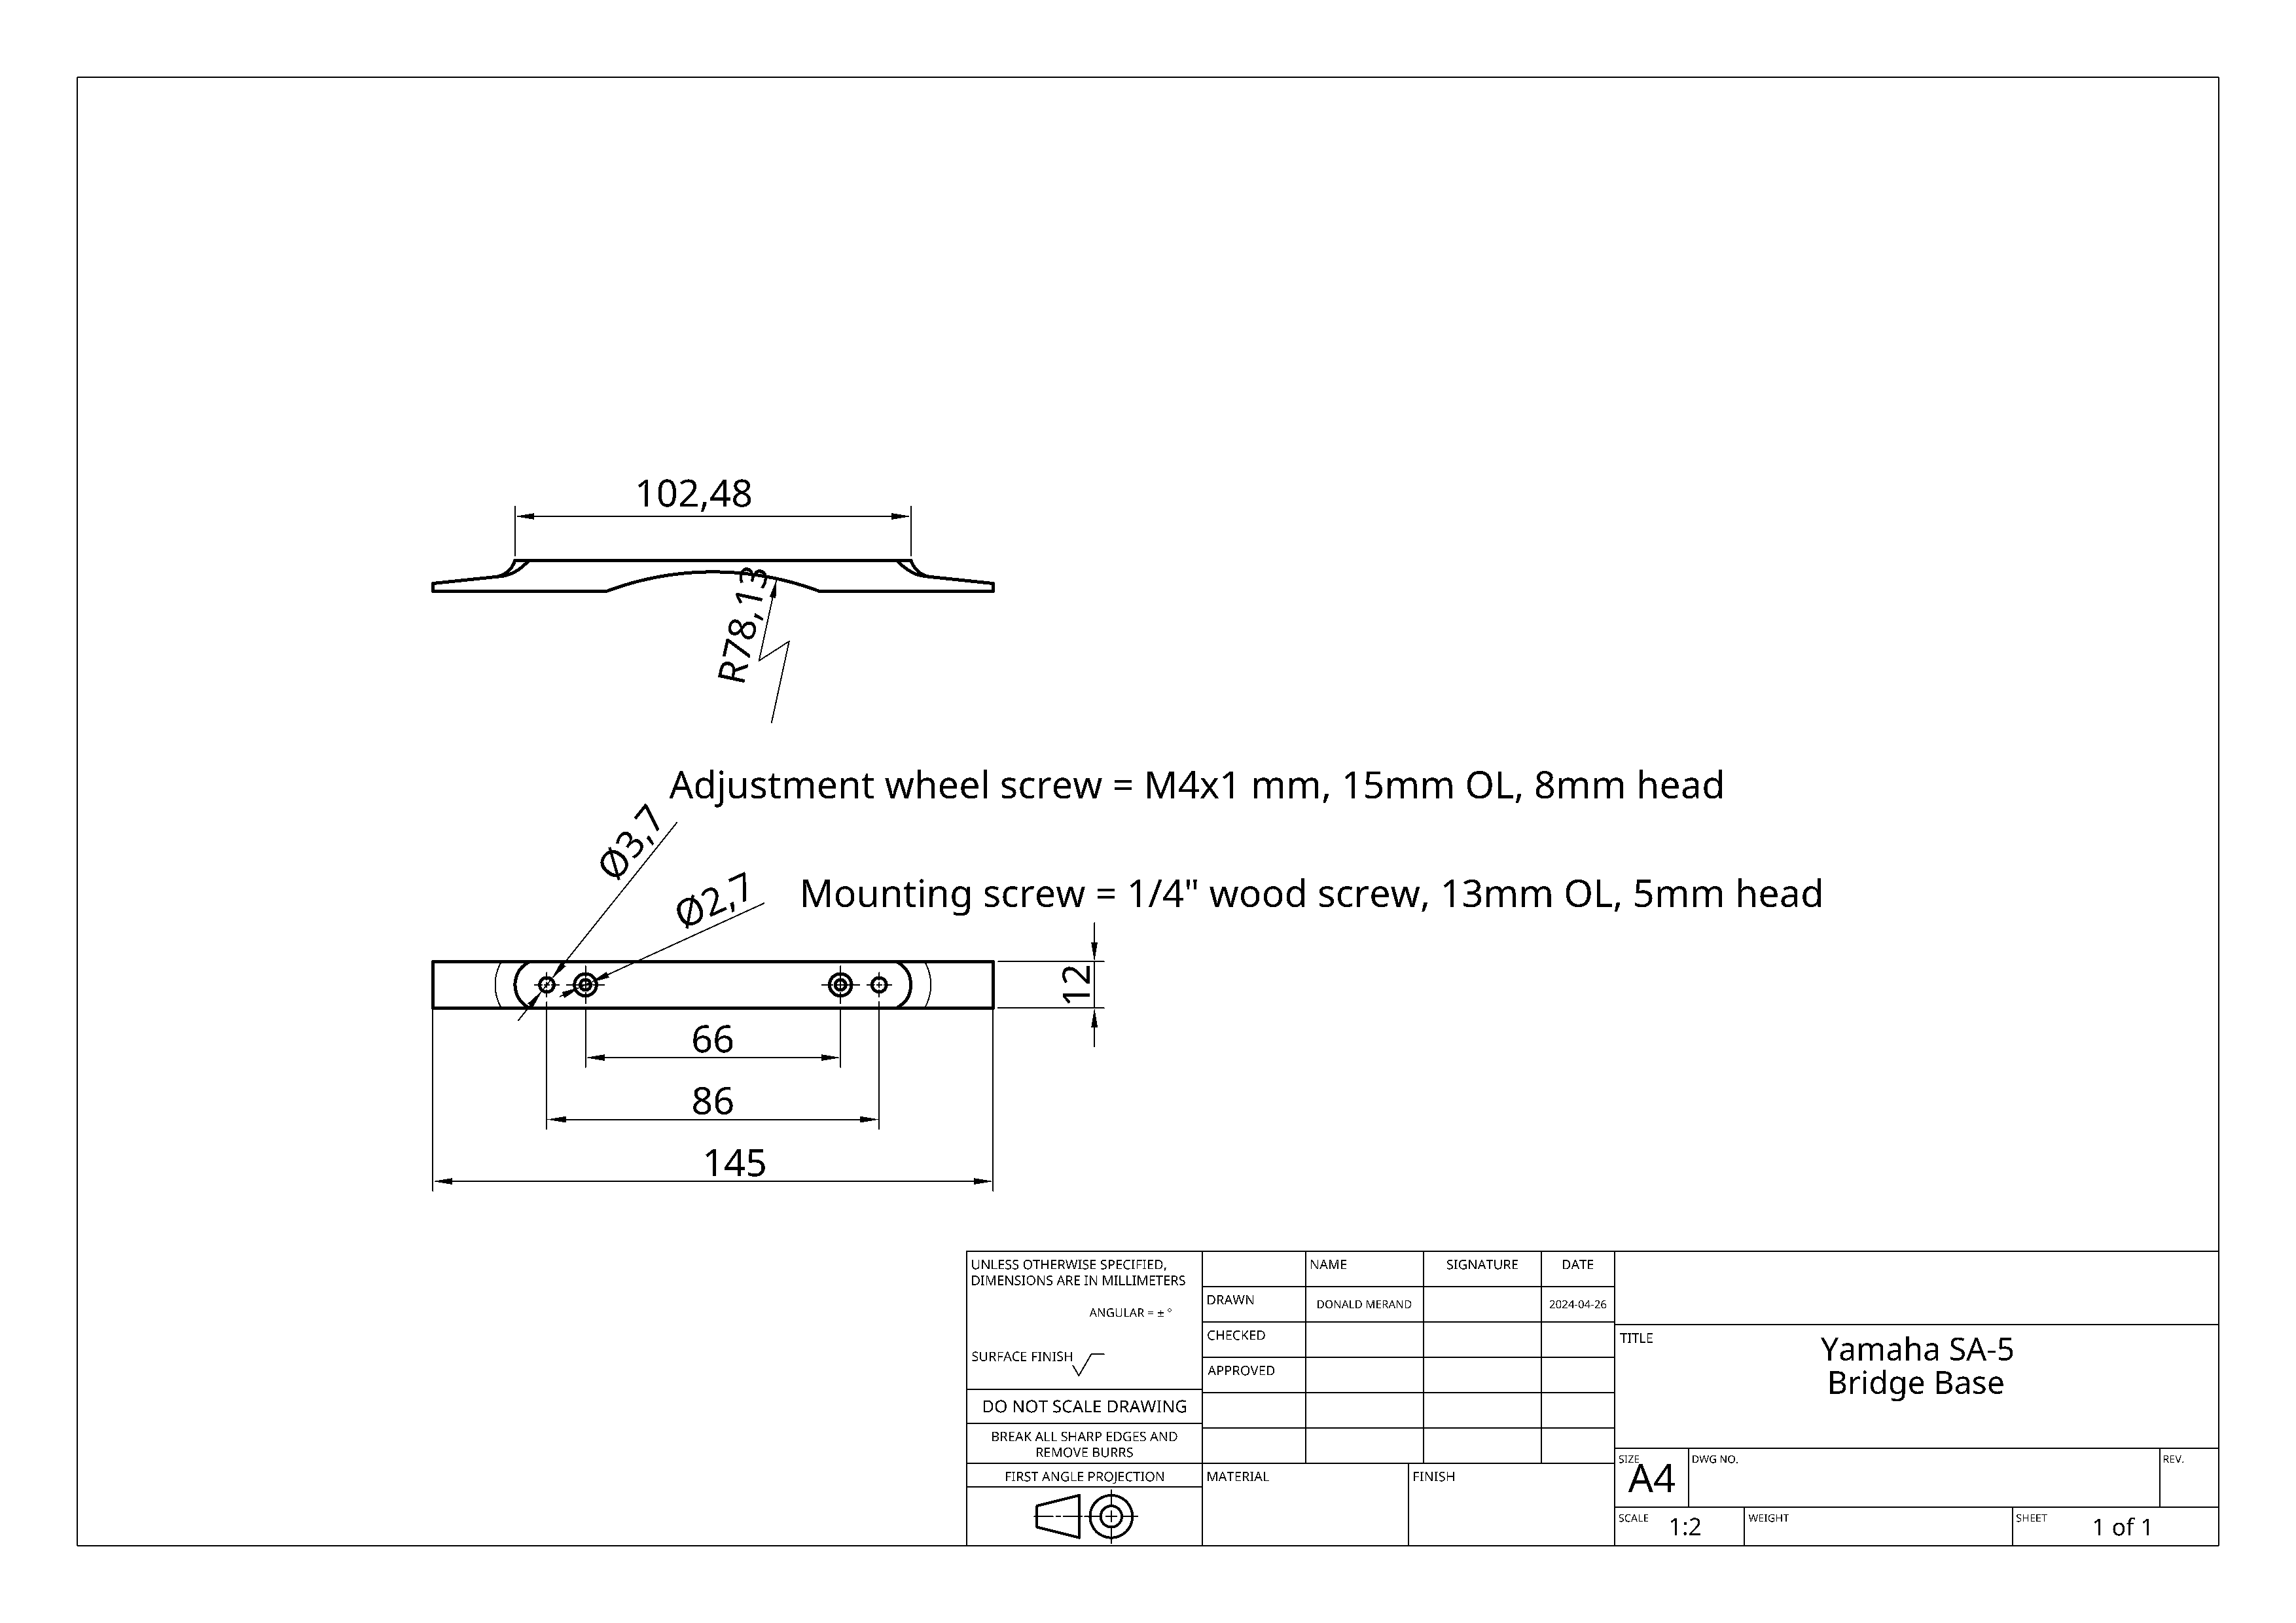 102,48
R78,13
Adjustment wheel screw = M4x1 mm, 15mm OL, 8mm head
Ø3,7
Ø2,7
Mounting screw = 1/4" wood screw, 13mm OL, 5mm head
12
66
86
145
UNLESS OTHERWISE SPECIFIED,
DIMENSIONS ARE IN MILLIMETERS
ANGULAR = ± °
SURFACE FINISH
DO NOT SCALE DRAWING
BREAK ALL SHARP EDGES AND
REMOVE BURRS
FIRST ANGLE PROJECTION
NAME
SIGNATURE
DATE
DRAWN
DONALD MERAND
2024-04-26
CHECKED
APPROVED
MATERIAL
FINISH
TITLE
Yamaha SA-5
Bridge Base
SIZE
A4
DWG NO.
REV.
SCALE
1:2
WEIGHT
SHEET
1 of 1